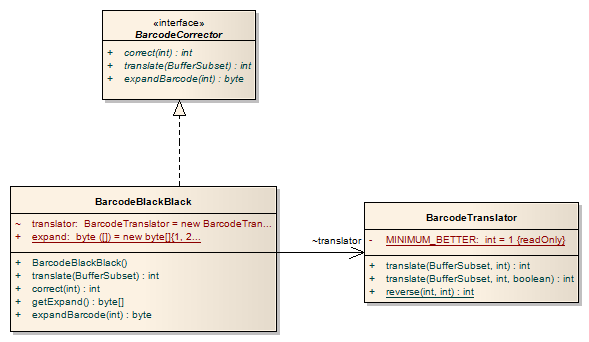 «interface»
BarcodeCorrector
+ correct(int) : int
+ translate(BufferSubset) : int
+ expandBarcode(int) : byte
BarcodeBlackBlack
~ translator: BarcodeTranslator = new BarcodeTran...
+ expand: byte ([]) = new byte[]{1, 2...
+ BarcodeBlackBlack()
+ translate(BufferSubset) : int
+ correct(int) : int
+ getExpand() : byte[]
+ expandBarcode(int) : byte
~translator
BarcodeTranslator
- MINIMUM_BETTER: int = 1 {readOnly}
+ translate(BufferSubset, int) : int
+ translate(BufferSubset, int, boolean) : int
+ reverse(int, int) : int